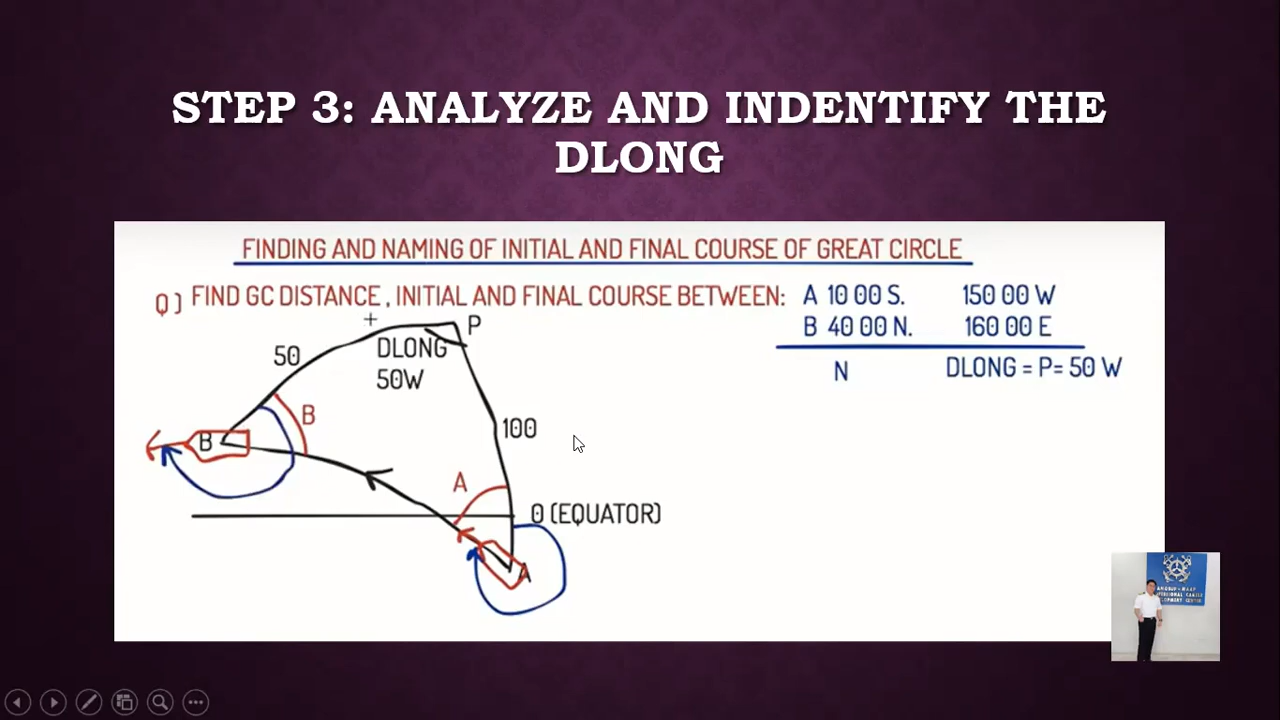 STEP 3: ANALYZE AND INDENTIFY THE
DLONG
FINDING AND NAMING OF INITIAL AND FINAL COURSE OF GREAT CIRCLE
Q) FIND GC DISTANCE, INITIAL AND FINAL COURSE BETWEEN: A 10 00 S. 150 00 W
B 40 00 N. 160 00 E
N DLONG = P= 50 W
+ P
50 DLONG
50W
B
B
100
A
0 (EQUATOR)
A